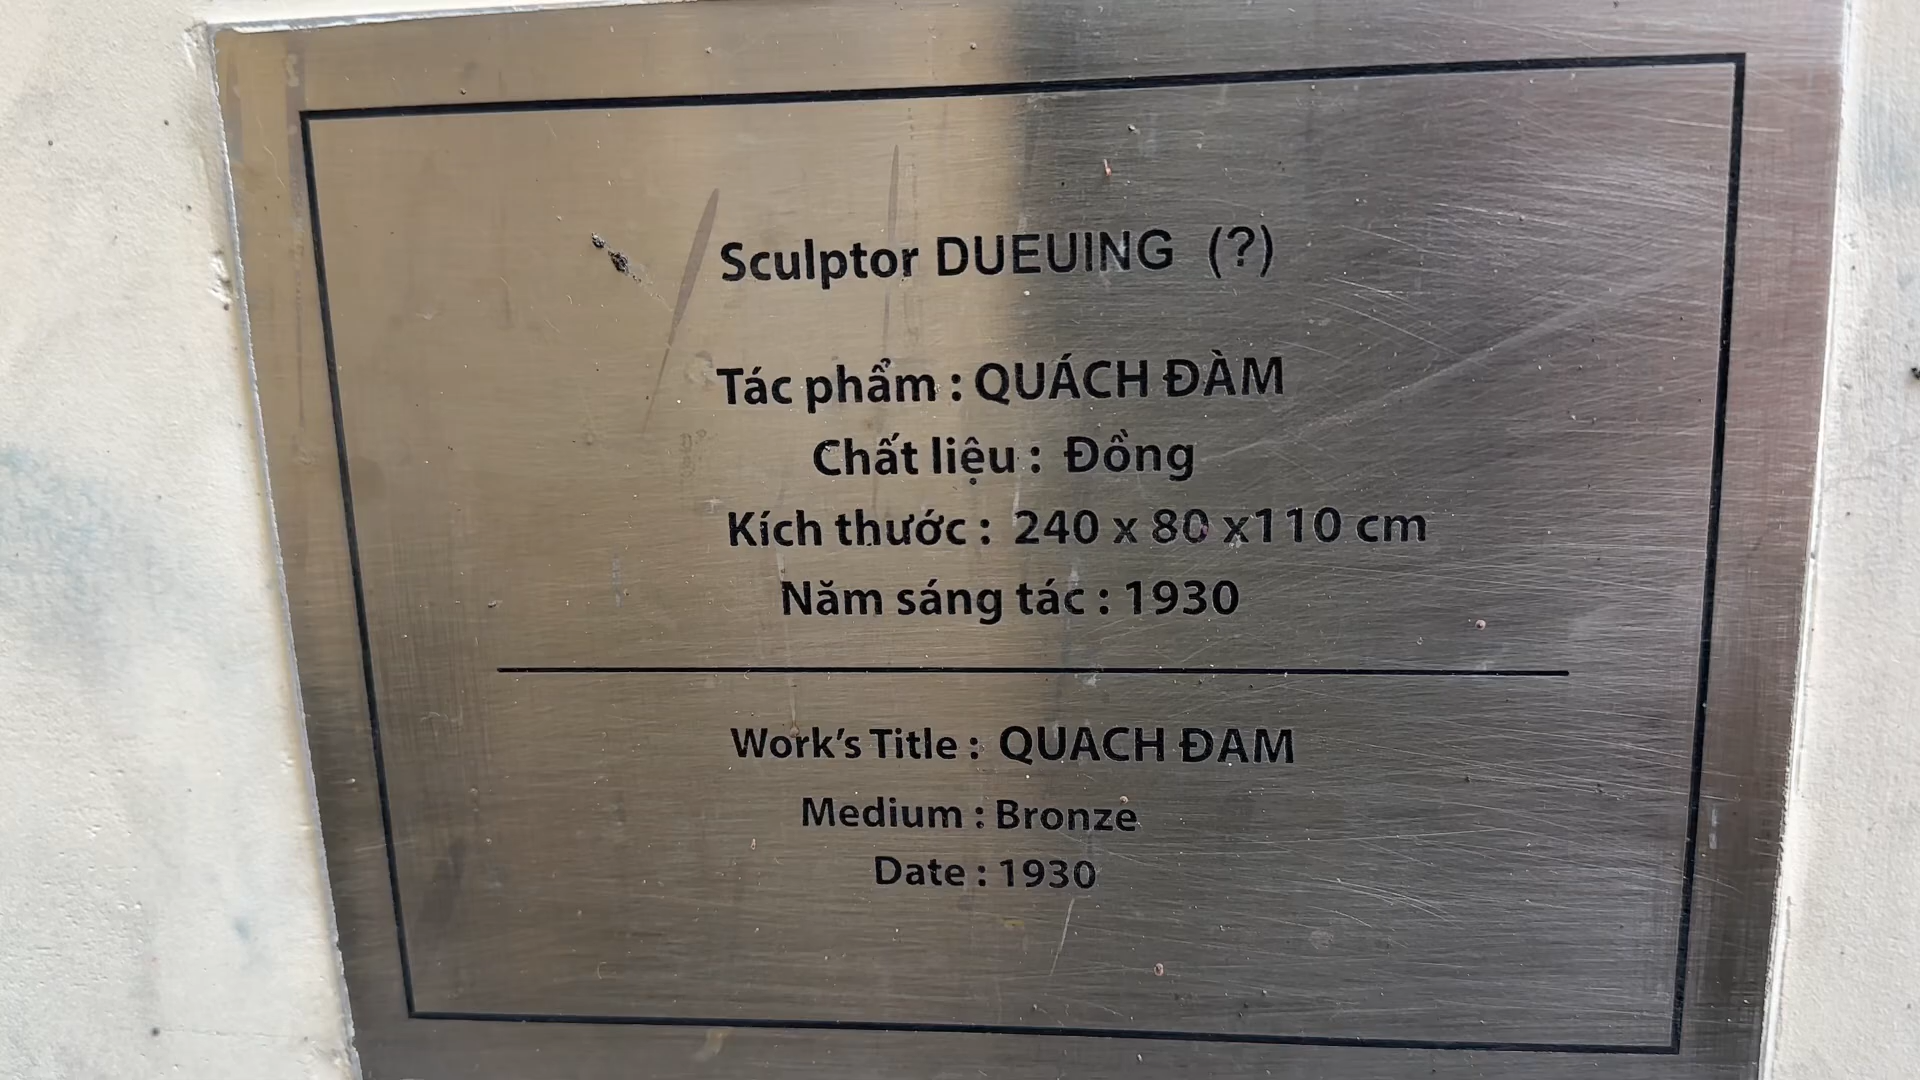 Sculptor DUEUING (?)
Tác phẩm : QUÁCH ĐÀM
Chất liệu : Đồng
Kích thước : 240 x 80 x110 cm
Năm sáng tác : 1930
Work's Title : QUACH ĐAM
Medium : Bronze
Date : 1930